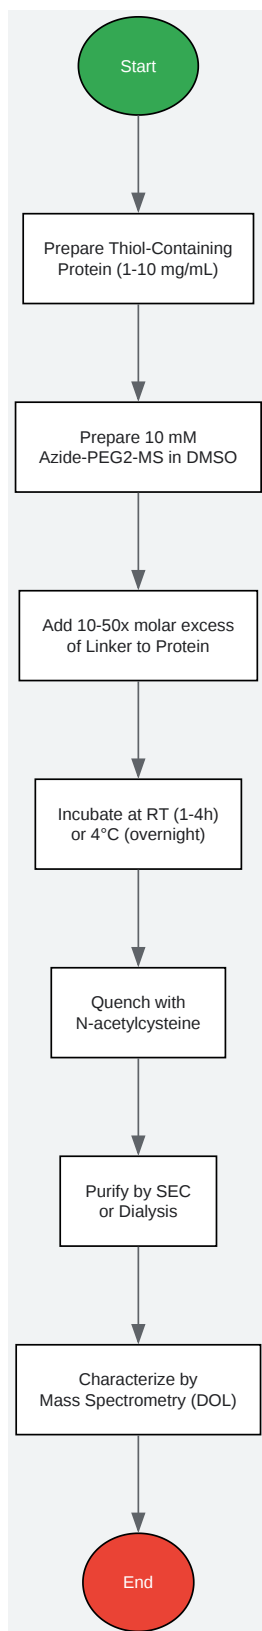 Start
Prepare Thiol-Containing
Protein (1-10 mg/mL)
Prepare 10 mM
Azide-PEG2-MS in DMSO
Add 10-50x molar excess
of Linker to Protein
Incubate at RT (1-4h)
or 4°C (overnight)
Quench with
N-acetylcysteine
Purify by SEC
or Dialysis
Characterize by
Mass Spectrometry (DOL)
End